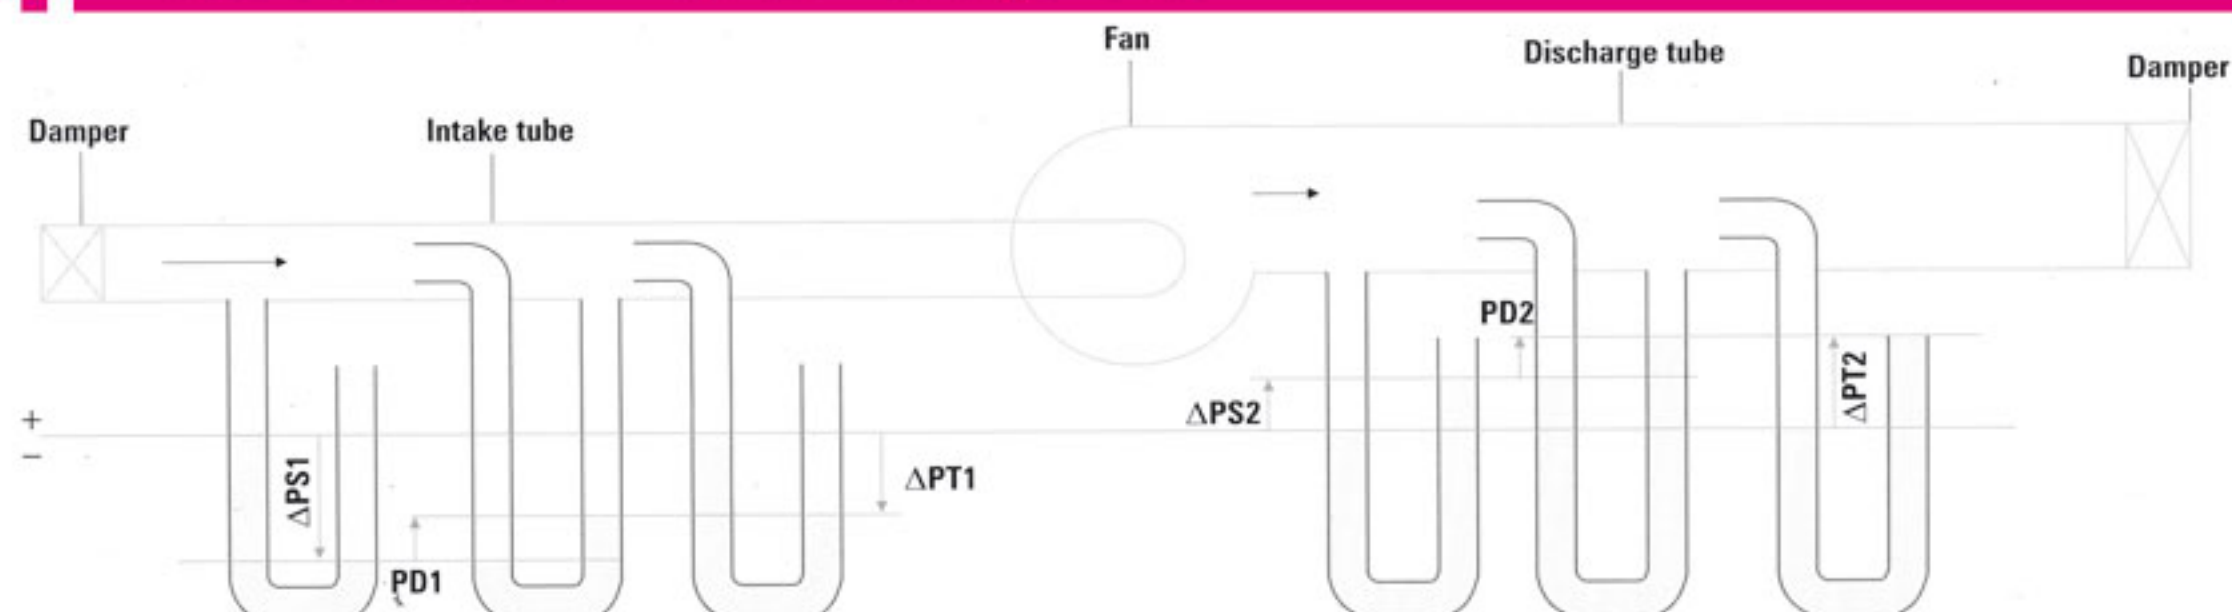 Fan
Discharge tube
Damper
Damper
Intake tube
PD2
ΔPS2
ΔPT2
+
−
ΔPS1
ΔPT1
PD1